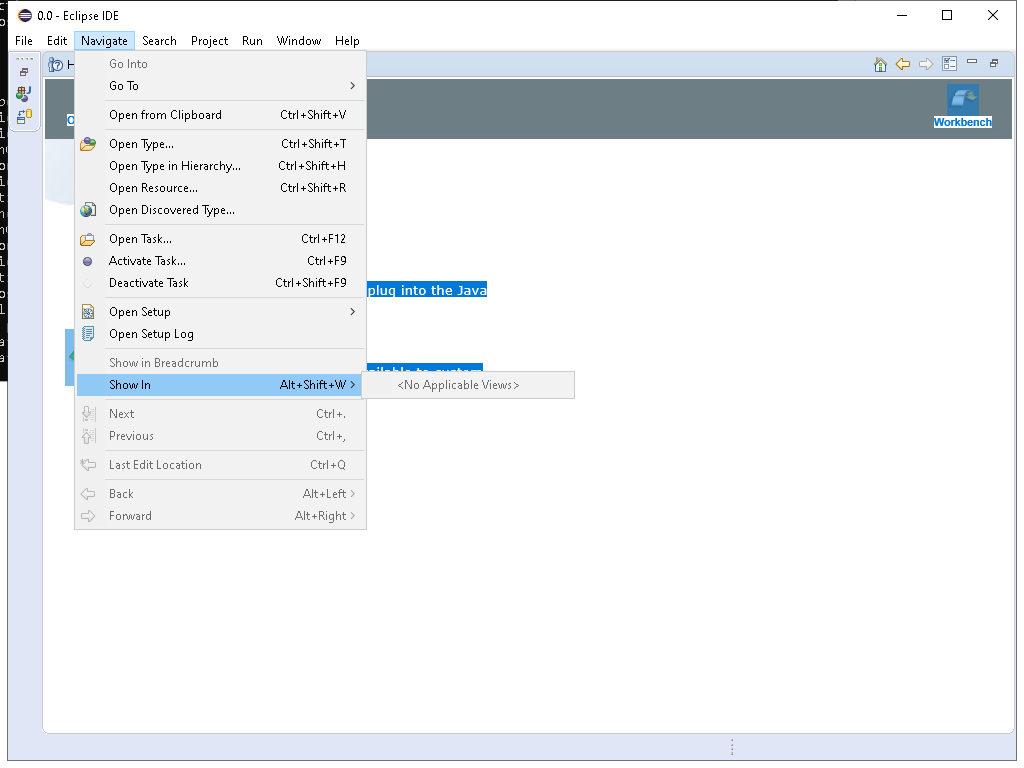 0.0 - Eclipse IDE
File Edit Navigate Search Project Run Window Help
Go Into
Go To
Open from Clipboard Ctrl+Shift+V
Workbench
Open Type... Ctrl+Shift+T
Open Type in Hierarchy... Ctrl+Shift+H
Open Resource... Ctrl+Shift+R
Open Discovered Type...
Open Task... Ctrl+F12
Activate Task... Ctrl+F9
Deactivate Task Ctrl+Shift+F9
plug into the Java
Open Setup
Open Setup Log
Show in Breadcrumb
Show In Alt+Shift+W
<No Applicable Views>
Next Ctrl+.
Previous Ctrl+,
Last Edit Location Ctrl+Q
Back Alt+Left
Forward Alt+Right